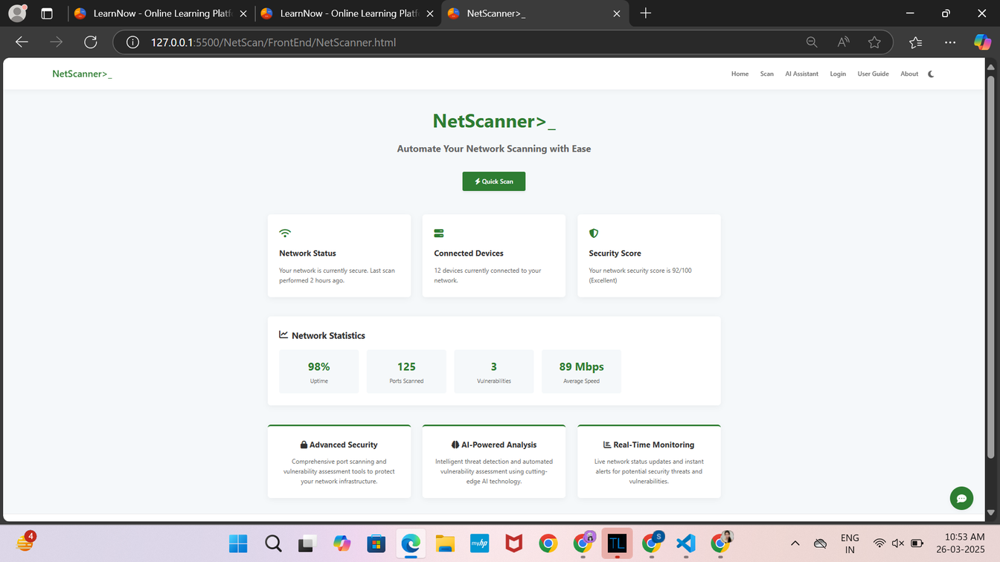 LearnNow - Online Learning Platf
LearnNow - Online Learning Platf
NetScanner>_
127.0.0.1:5500/NetScan/FrontEnd/NetScanner.html
NetScanner>_
Home
Scan
AI Assistant
Login
User Guide
About
NetScanner>_
Automate Your Network Scanning with Ease
Quick Scan
Network Status
Your network is currently secure. Last scan
performed 2 hours ago.
Connected Devices
12 devices currently connected to your
network.
Security Score
Your network security score is 92/100
(Excellent)
Network Statistics
98%
Uptime
125
Ports Scanned
3
Vulnerabilities
89 Mbps
Average Speed
Advanced Security
Comprehensive port scanning and
vulnerability assessment tools to protect
your network infrastructure.
AI-Powered Analysis
Intelligent threat detection and automated
vulnerability assessment using cutting-
edge AI technology.
Real-Time Monitoring
Live network status updates and instant
alerts for potential security threats and
vulnerabilities.
4
myhp
TL
S
ENG
IN
10:53 AM
26-03-2025